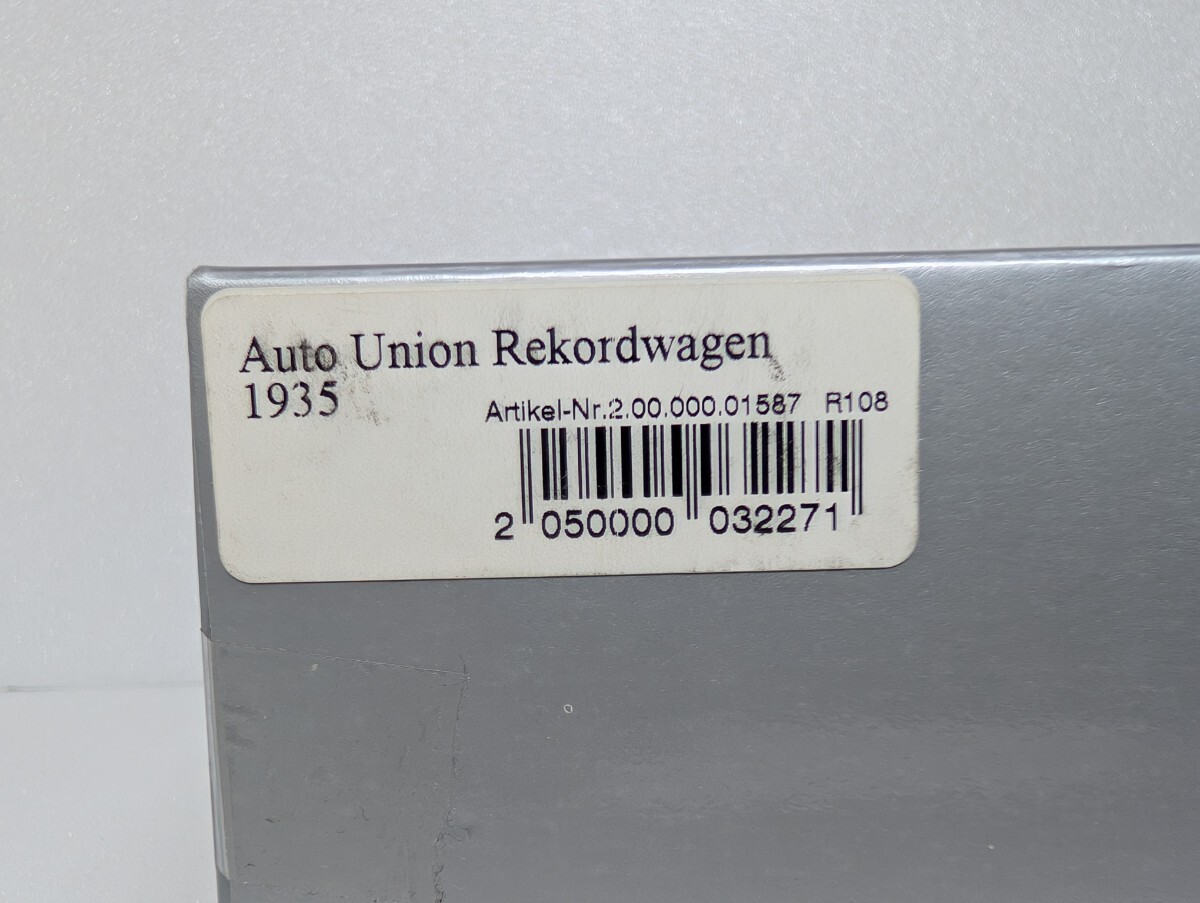 Auto Union Rekordwagen
1935
Artikel-Nr.2.00.000.01587 R108
2 050000 032271